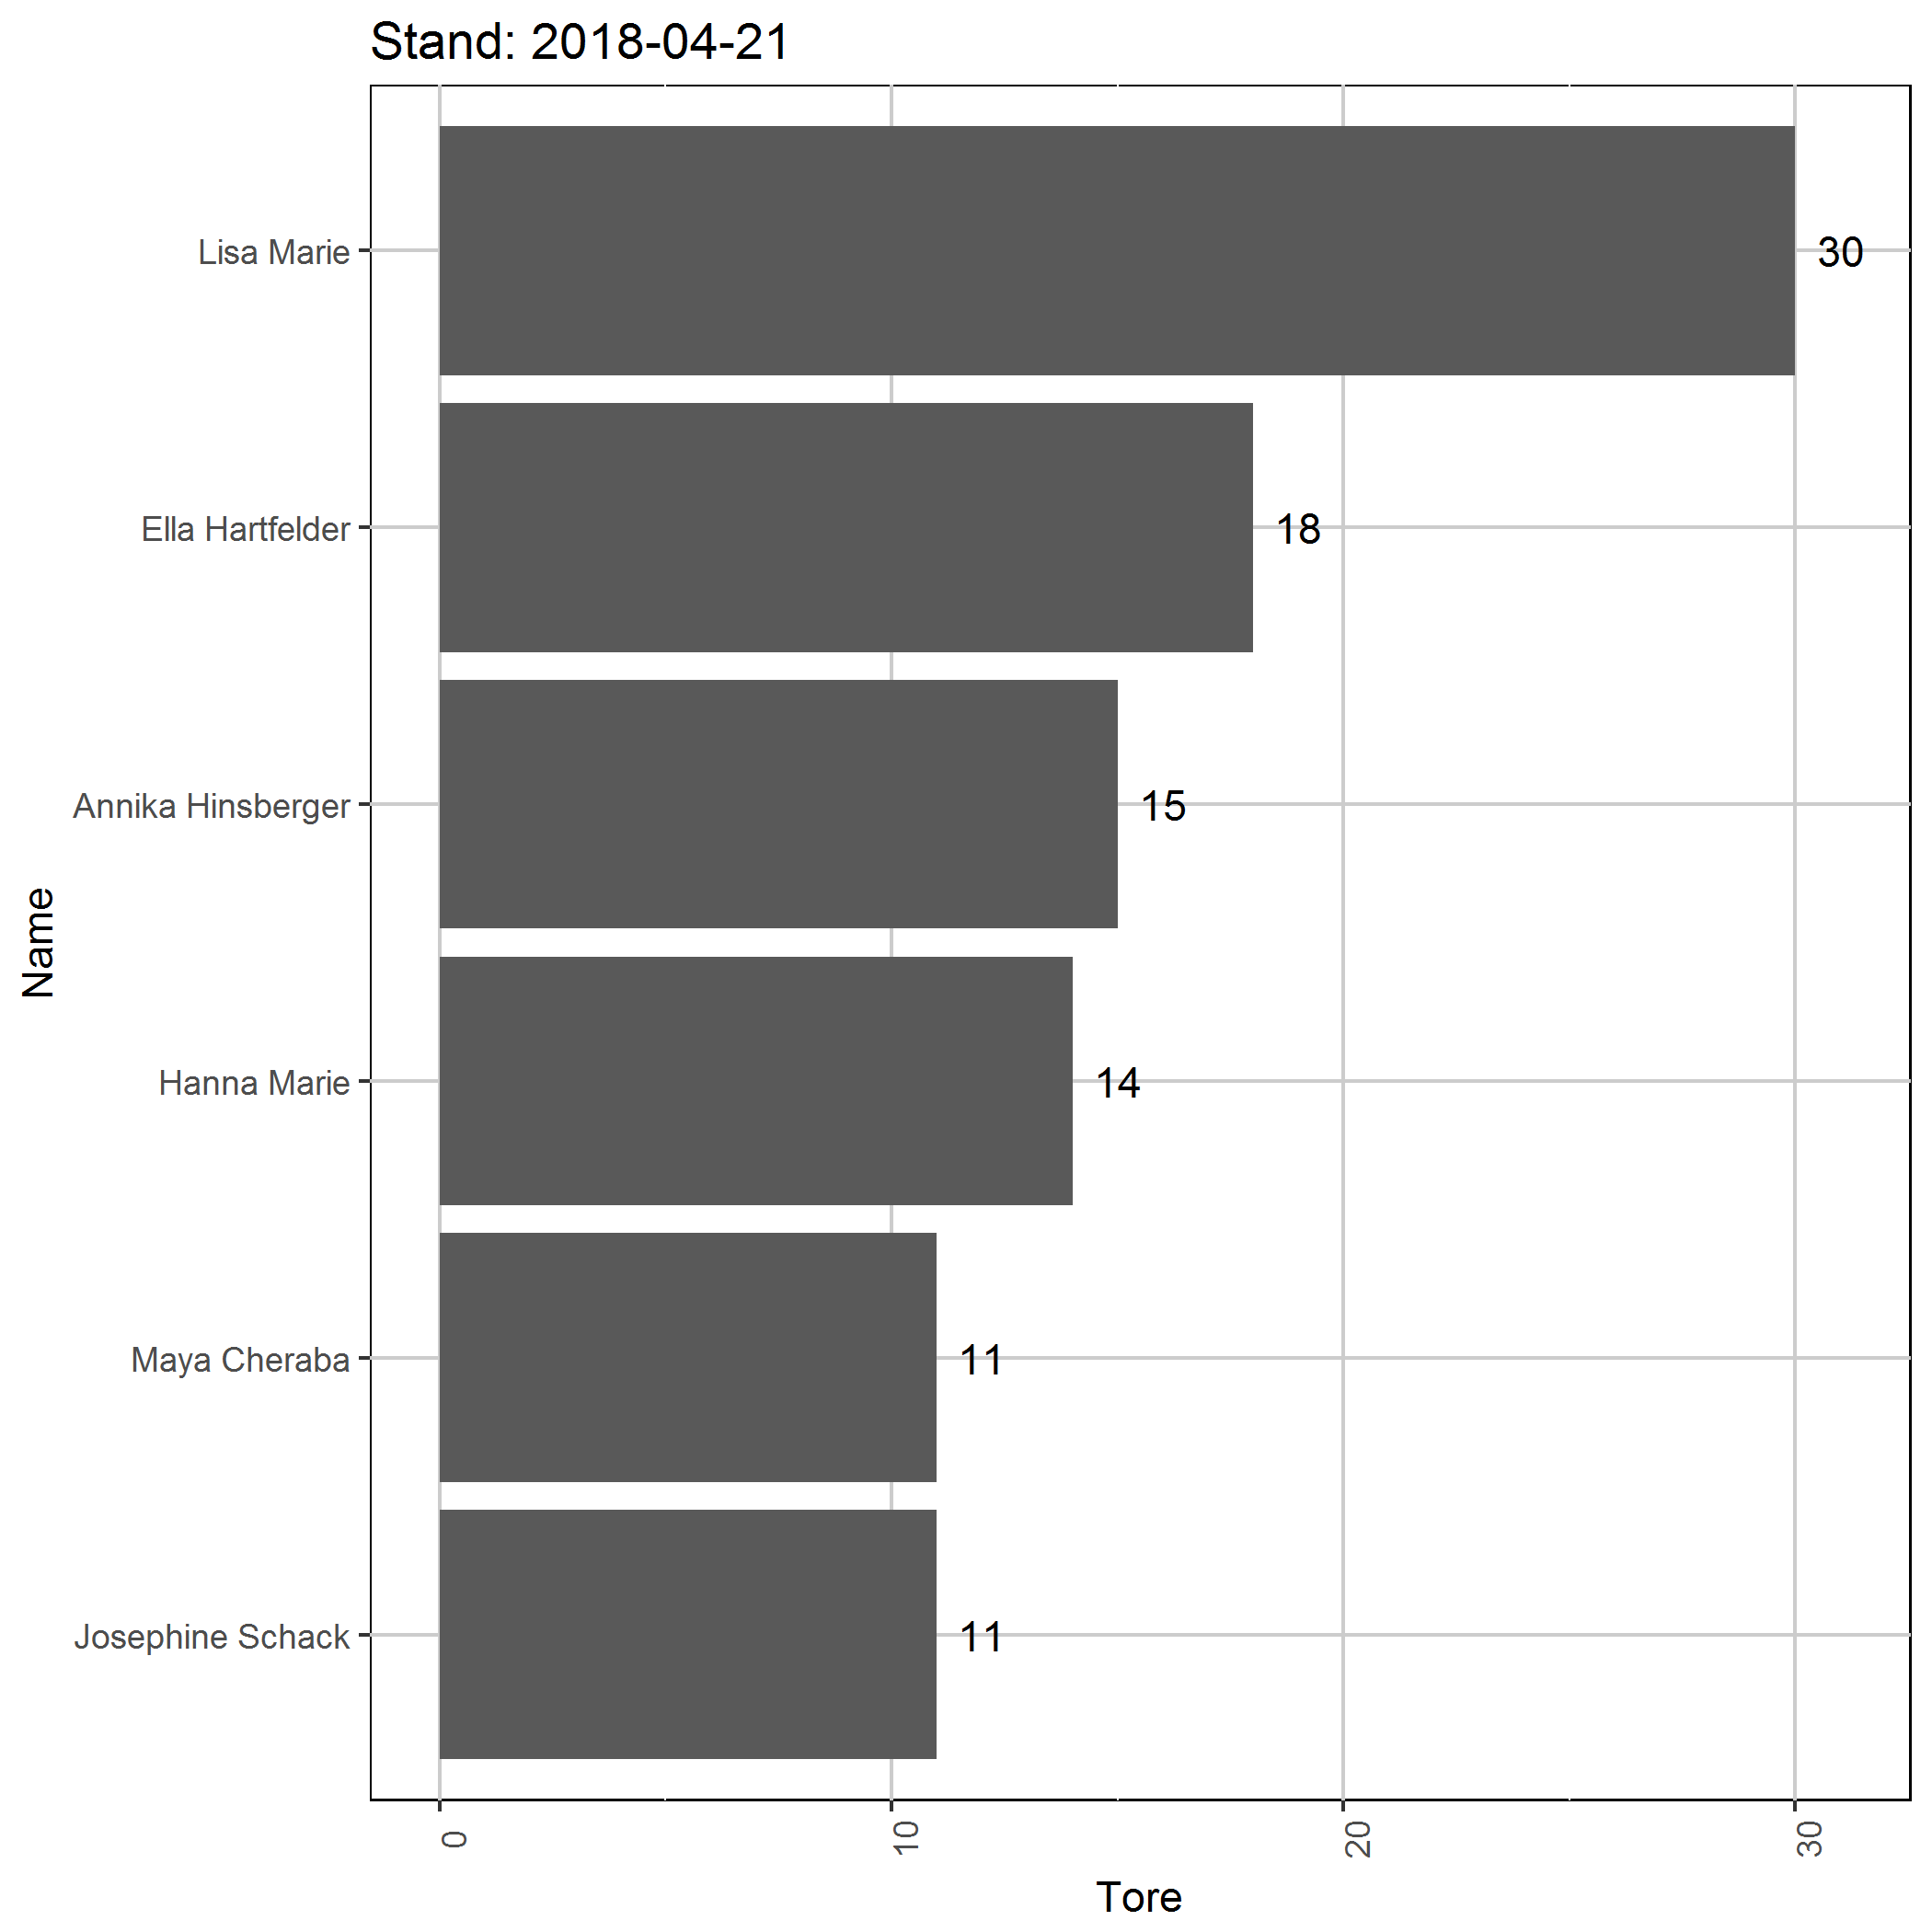 Stand: 2018-04-21
Lisa Marie
30
Ella Hartfelder
18
Annika Hinsberger
15
Name
Hanna Marie
14
Maya Cheraba
11
Josephine Schack
11
0
10
20
30
Tore